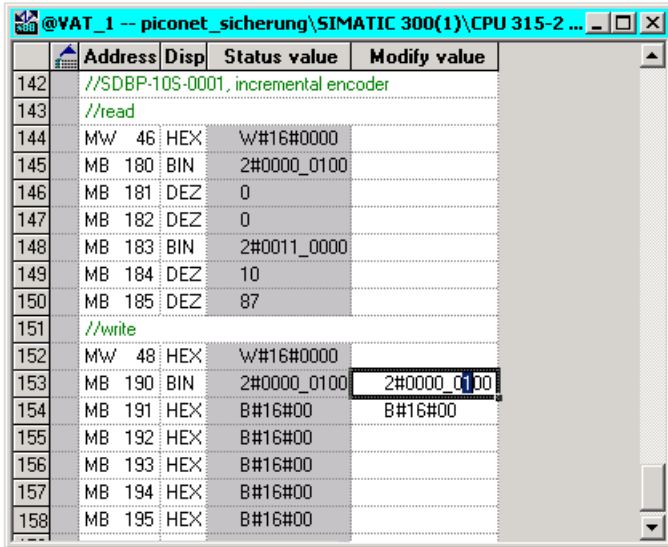 @VAT_1 -- piconet_sicherung\SIMATIC 300(1)\CPU 315-2 ...
Address Disp Status value Modify value
142 //SDBP-10S-0001, incremental encoder
143 //read
144 MW 46 HEX W#16#0000
145 MB 180 BIN 2#0000_0100
146 MB 181 DEZ 0
147 MB 182 DEZ 0
148 MB 183 BIN 2#0011_0000
149 MB 184 DEZ 10
150 MB 185 DEZ 87
151 //write
152 MW 48 HEX W#16#0000
153 MB 190 BIN 2#0000_0100 2#0000_0100
154 MB 191 HEX B#16#00 B#16#00
155 MB 192 HEX B#16#00
156 MB 193 HEX B#16#00
157 MB 194 HEX B#16#00
158 MB 195 HEX B#16#00